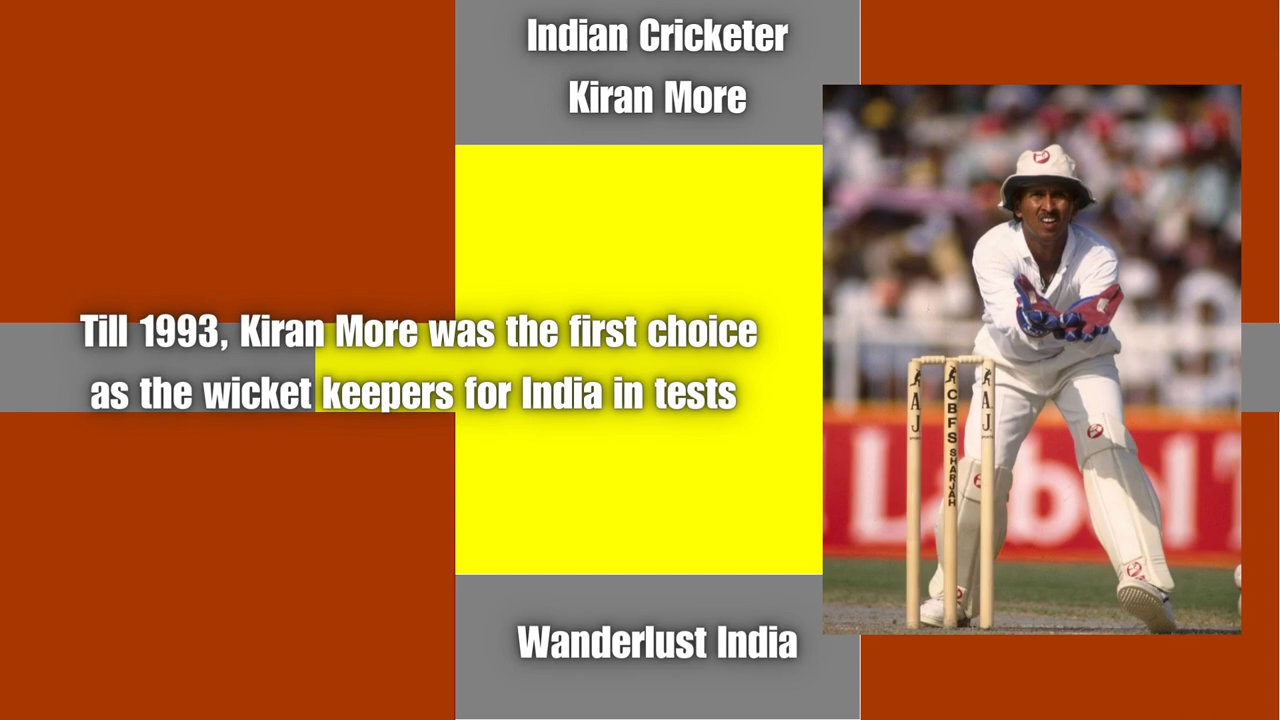 Indian Cricketer
Kiran More
Till 1993, Kiran More was the first choice
as the wicket keepers for India in tests
Wanderlust India
AJ
CBFS SHARJAH
AJ
Label